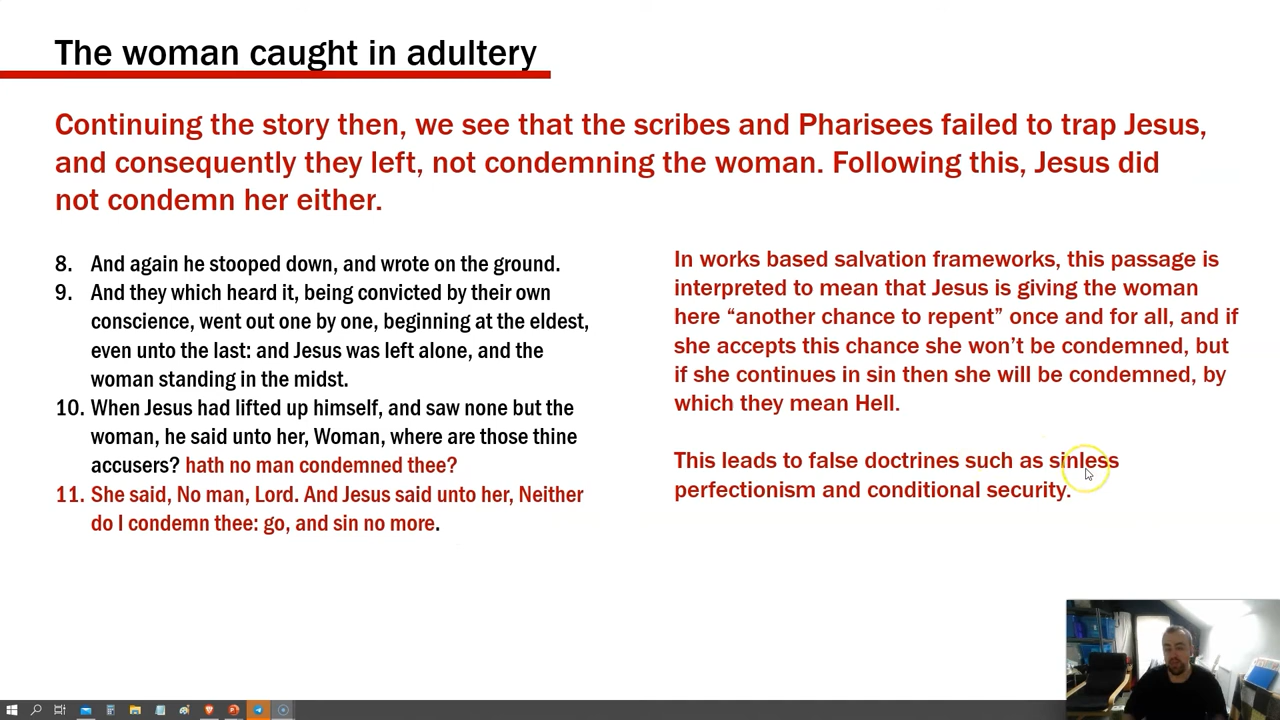 The woman caught in adultery
Continuing the story then, we see that the scribes and Pharisees failed to trap Jesus,
and consequently they left, not condemning the woman. Following this, Jesus did
not condemn her either.
8. And again he stooped down, and wrote on the ground.
9. And they which heard it, being convicted by their own
conscience, went out one by one, beginning at the eldest,
even unto the last: and Jesus was left alone, and the
woman standing in the midst.
10. When Jesus had lifted up himself, and saw none but the
woman, he said unto her, Woman, where are those thine
accusers? hath no man condemned thee?
11. She said, No man, Lord. And Jesus said unto her, Neither
do I condemn thee: go, and sin no more.
In works based salvation frameworks, this passage is
interpreted to mean that Jesus is giving the woman
here “another chance to repent” once and for all, and if
she accepts this chance she won’t be condemned, but
if she continues in sin then she will be condemned, by
which they mean Hell.
This leads to false doctrines such as sinless
perfectionism and conditional security.